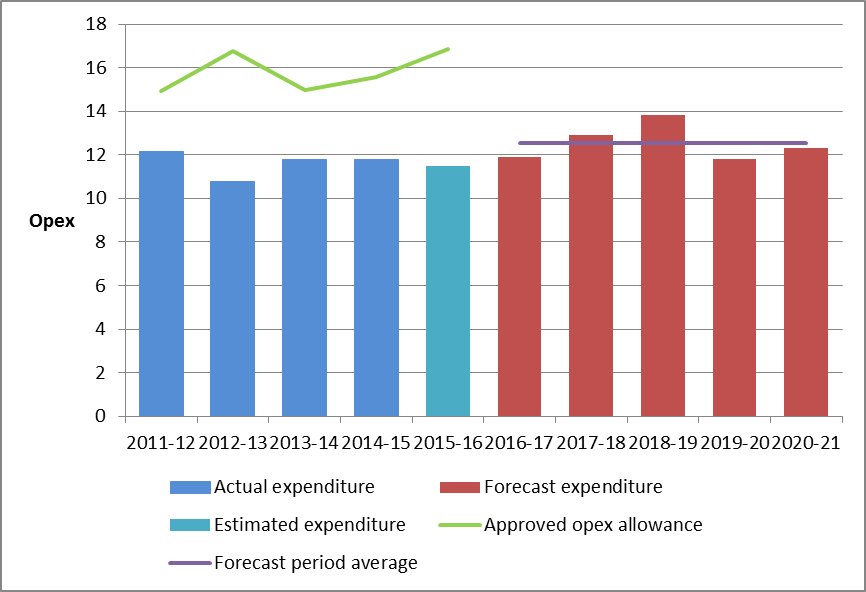 18
16
14
12
10
8
6
4
2
0
Opex
2011-12 2012-13 2013-14 2014-15 2015-16 2016-17 2017-18 2018-19 2019-20 2020-21
Actual expenditure Forecast expenditure
Estimated expenditure Approved opex allowance
Forecast period average